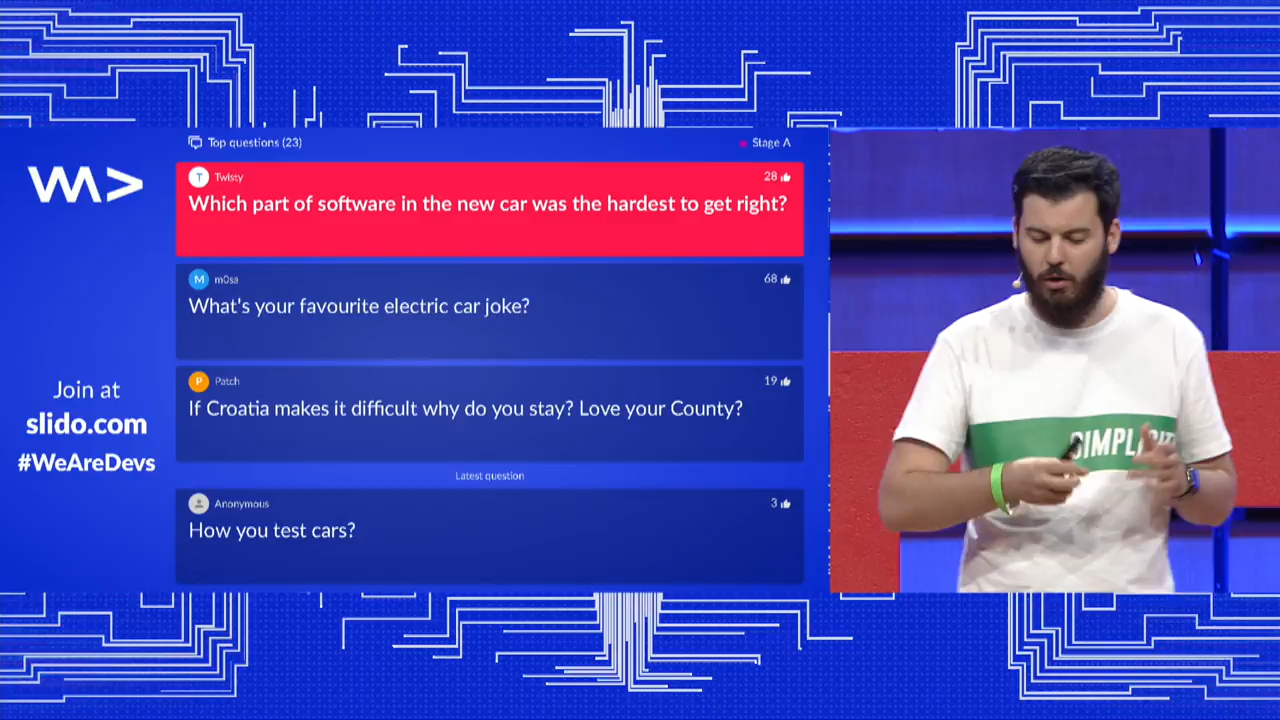 Top questions (23)
Stage A
T
Twisty
28
Which part of software in the new car was the hardest to get right?
M
m0sa
68
What's your favourite electric car joke?
P
Patch
19
If Croatia makes it difficult why do you stay? Love your County?
Latest question
Anonymous
3
How you test cars?
Join at
slido.com
#WeAreDevs